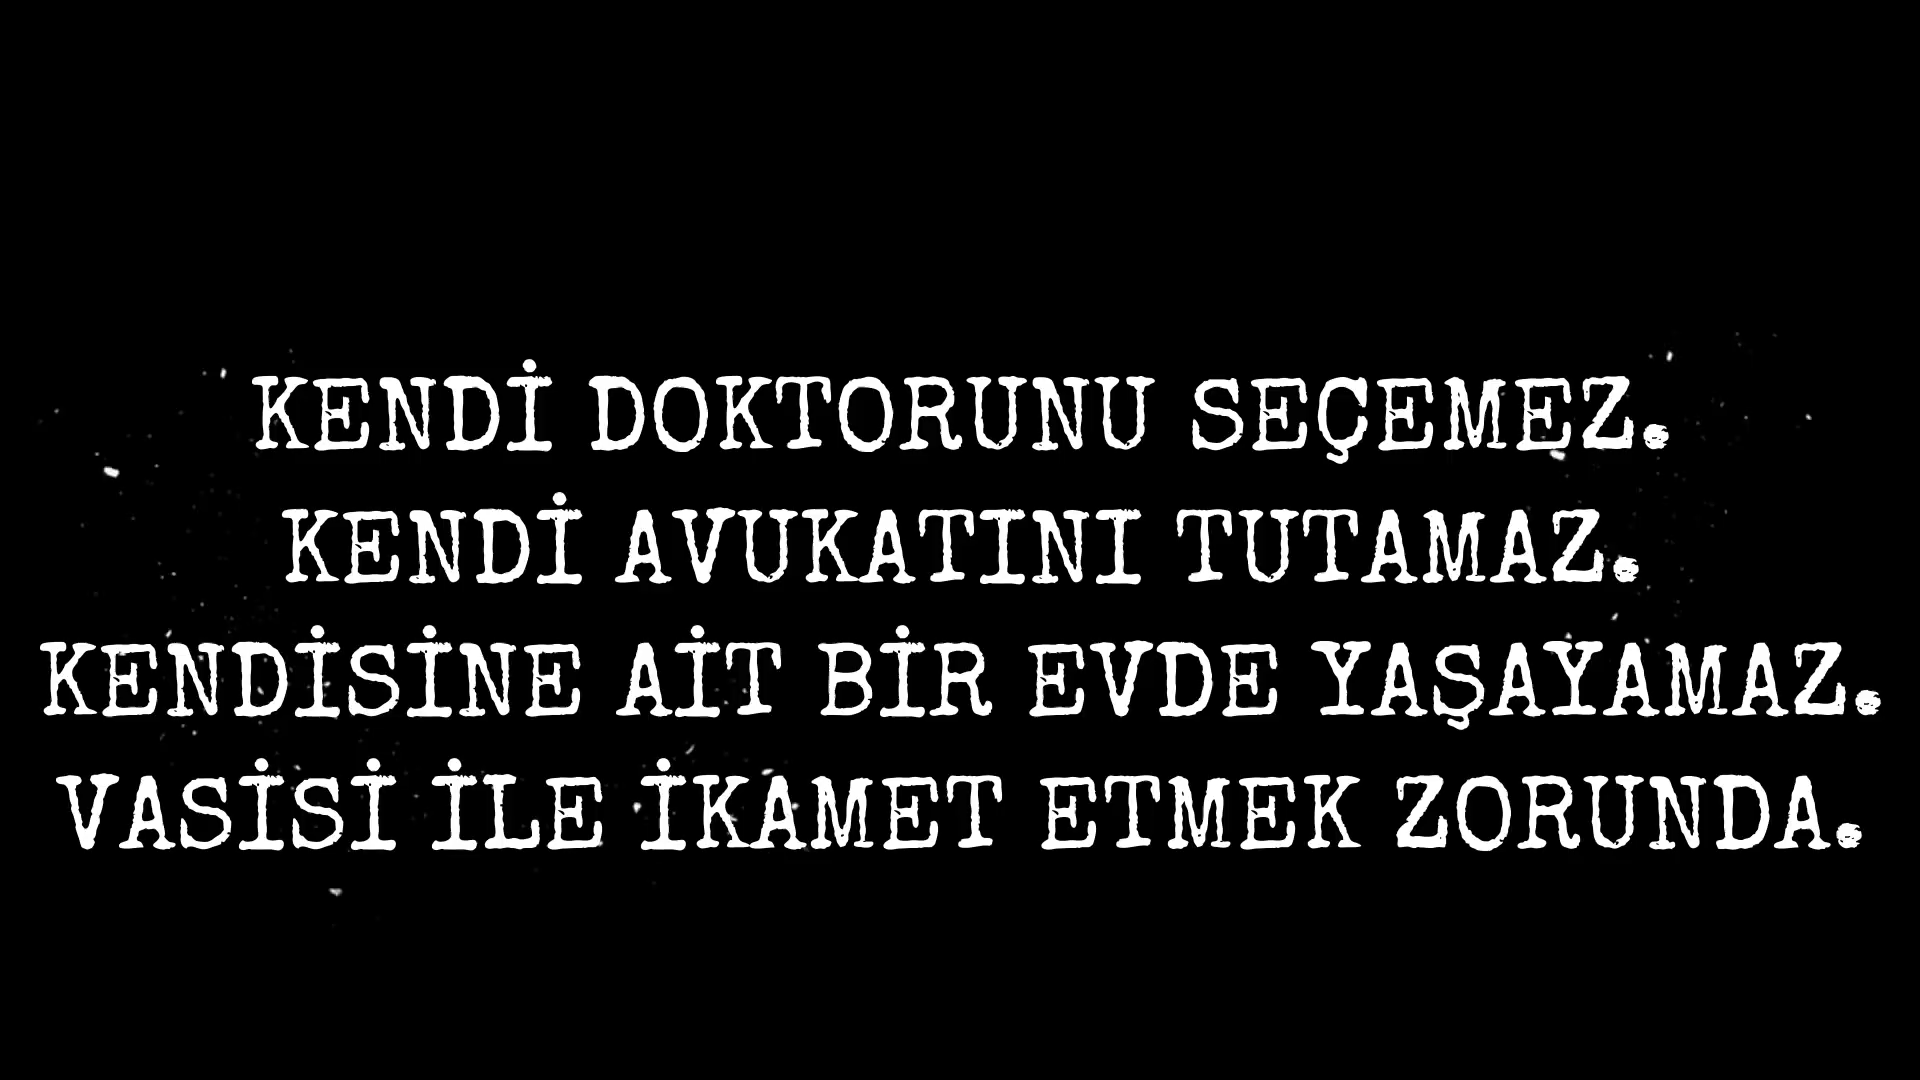 KENDİ DOKTORUNU SEÇEMEZ.
KENDİ AVUKATINI TUTAMAZ.
KENDİSİNE AİT BİR EVDE YAŞAYAMAZ.
VASİSİ İLE İKAMET ETMEK ZORUNDA.